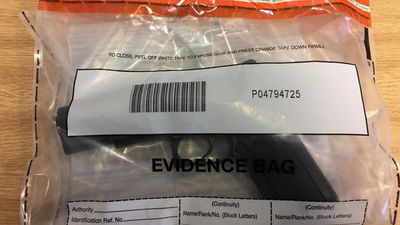 TO CLOSE, PEEL OFF WHITE TAPE TO EXPOSE GLUE AND PRESS ORANGE TAPE DOWN FIRMLY.
P04794725
EVIDENCE BAG
Authority
Identification Ref. No.
(Continuity)
Name/Rank/No. (Block Letters)
(Continuity)
Name/Rank/No. (Block Letters)